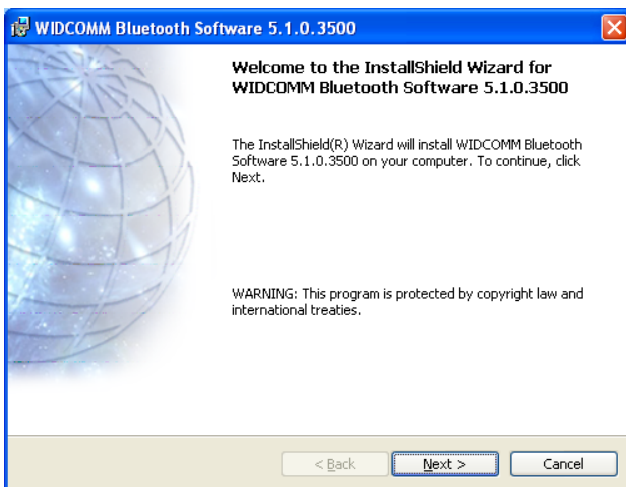 WIDCOMM Bluetooth Software 5.1.0.3500
Welcome to the InstallShield Wizard for
WIDCOMM Bluetooth Software 5.1.0.3500
The InstallShield(R) Wizard will install WIDCOMM Bluetooth
Software 5.1.0.3500 on your computer. To continue, click
Next.
WARNING: This program is protected by copyright law and
international treaties.
< Back
Next >
Cancel